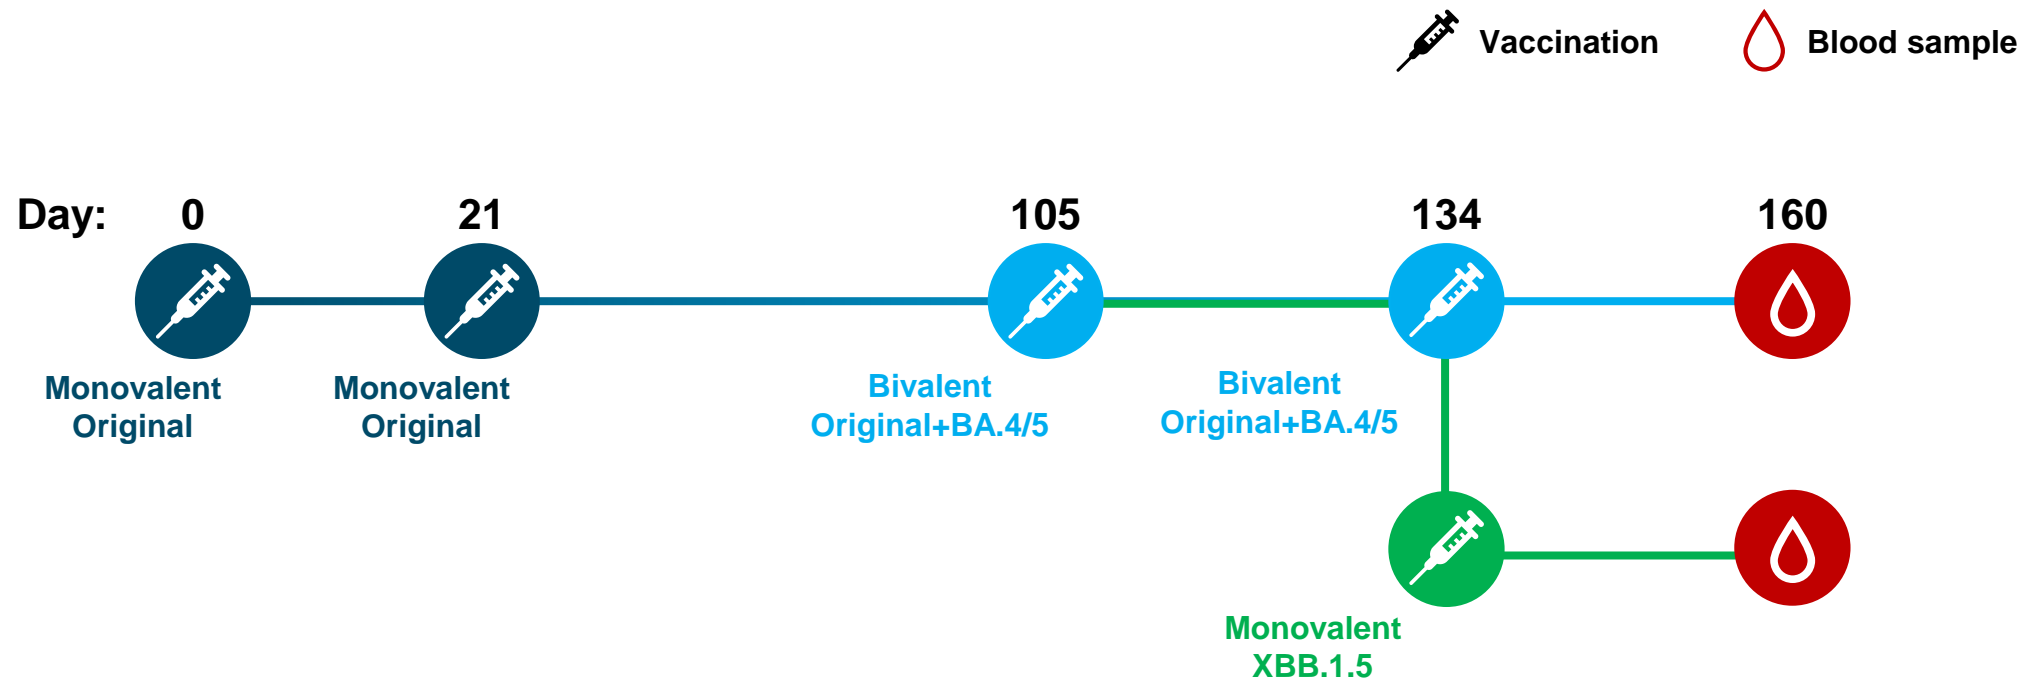 Vaccination
Blood sample
Day: 0 21 105 134 160
Monovalent
Original
Monovalent
Original
Bivalent
Original+BA.4/5
Bivalent
Original+BA.4/5
Monovalent
XBB.1.5